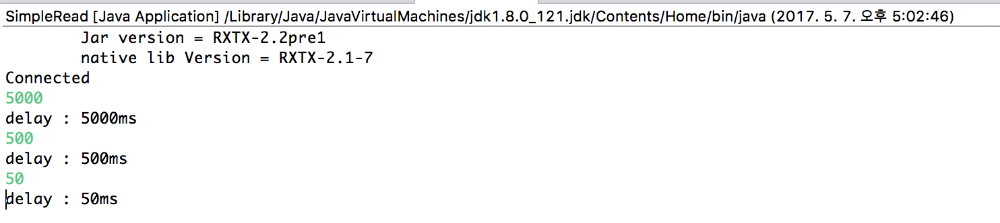 SimpleRead [Java Application] /Library/Java/JavaVirtualMachines/jdk1.8.0_121.jdk/Contents/Home/bin/java (2017. 5. 7. 오후 5:02:46)
Jar version = RXTX-2.2pre1
native lib Version = RXTX-2.1-7
Connected
5000
delay : 5000ms
500
delay : 500ms
50
delay : 50ms